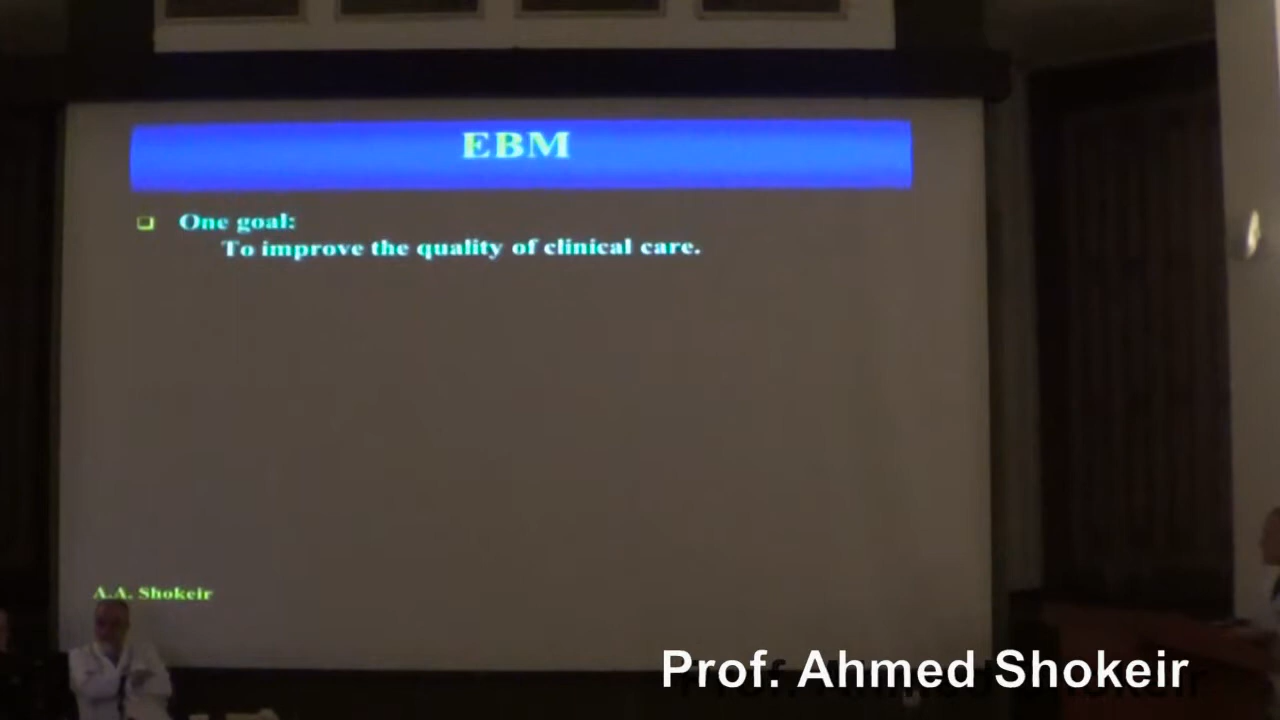 EBM
❑ One goal:
To improve the quality of clinical care.
A.A. Shokeir
Prof. Ahmed Shokeir